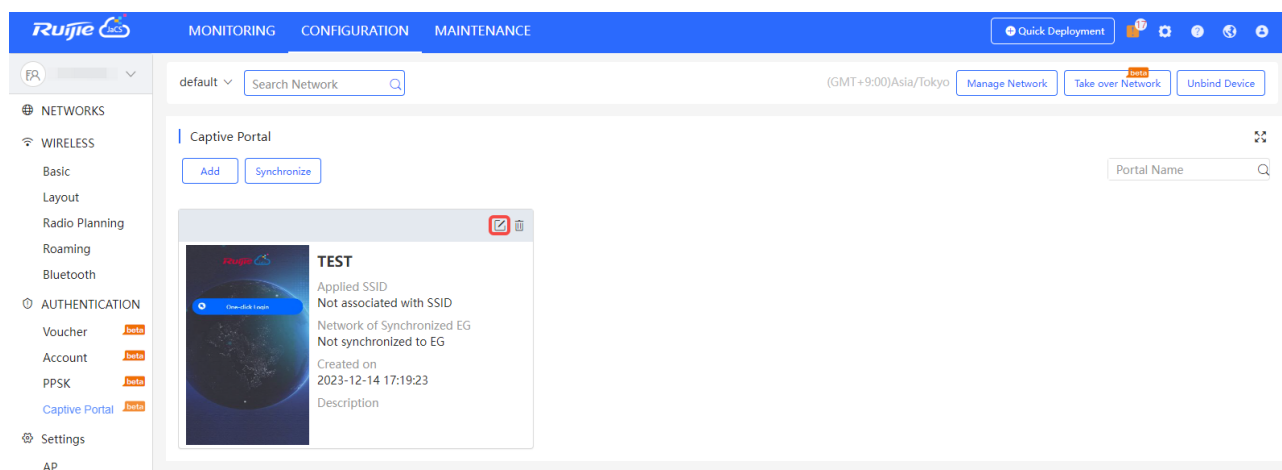 Ruijie JaCS MONITORING CONFIGURATION MAINTENANCE Quick Deployment 17
default Search Network (GMT+9:00)Asia/Tokyo Manage Network Take over Network beta Unbind Device
NETWORKS
WIRELESS
Basic
Layout
Radio Planning
Roaming
Bluetooth
AUTHENTICATION
Voucher beta
Account beta
PPSK beta
Captive Portal beta
Settings
AP
Captive Portal
Add Synchronize Portal Name
Ruijie
One-click Login
TEST
Applied SSID
Not associated with SSID
Network of Synchronized EG
Not synchronized to EG
Created on
2023-12-14 17:19:23
Description